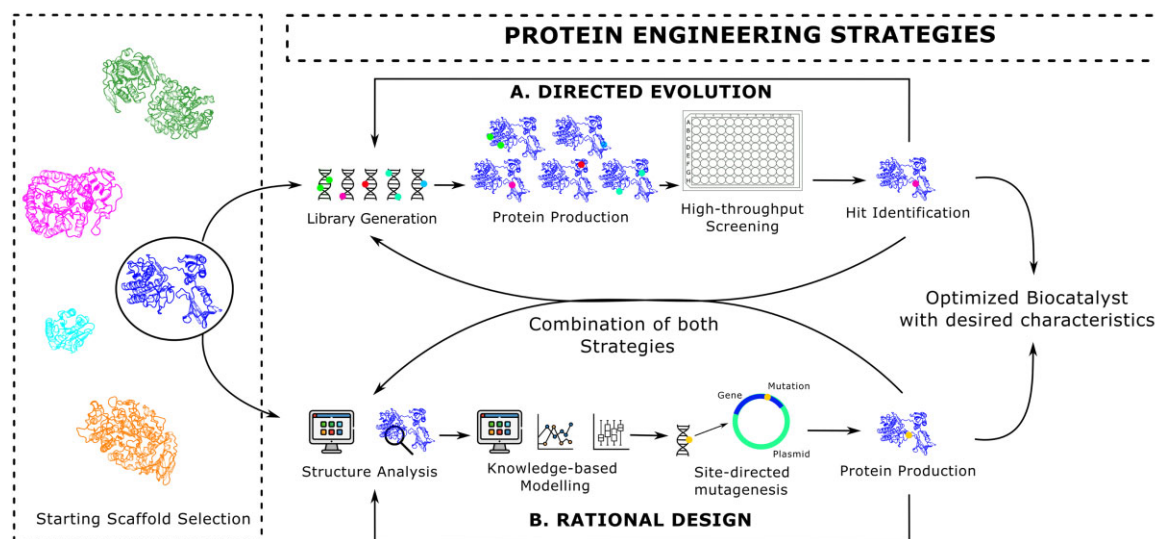 PROTEIN ENGINEERING STRATEGIES
A. DIRECTED EVOLUTION
A
B
C
D
E
F
G
H
Library Generation
Protein Production
High-throughput
Screening
Hit Identification
Combination of both
Strategies
Optimized Biocatalyst
with desired characteristics
Gene
Mutation
Plasmid
Structure Analysis
Knowledge-based
Modelling
Site-directed
mutagenesis
Protein Production
Starting Scaffold Selection
B. RATIONAL DESIGN